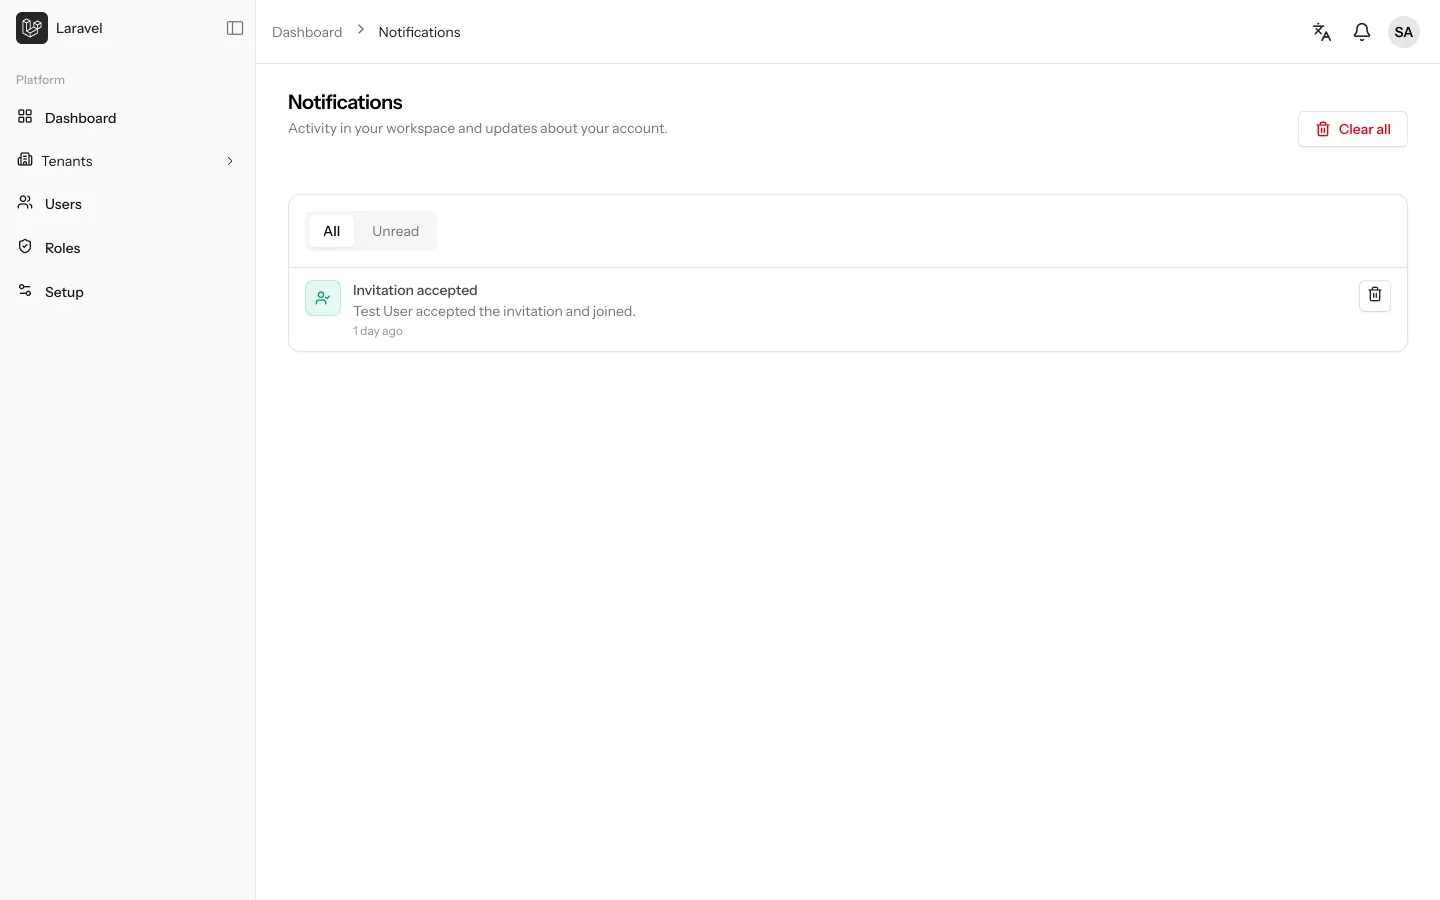 Laravel
Platform
Dashboard
Tenants
Users
Roles
Setup
Dashboard
Notifications
SA
Notifications
Activity in your workspace and updates about your account.
Clear all
All
Unread
Invitation accepted
Test User accepted the invitation and joined.
1 day ago